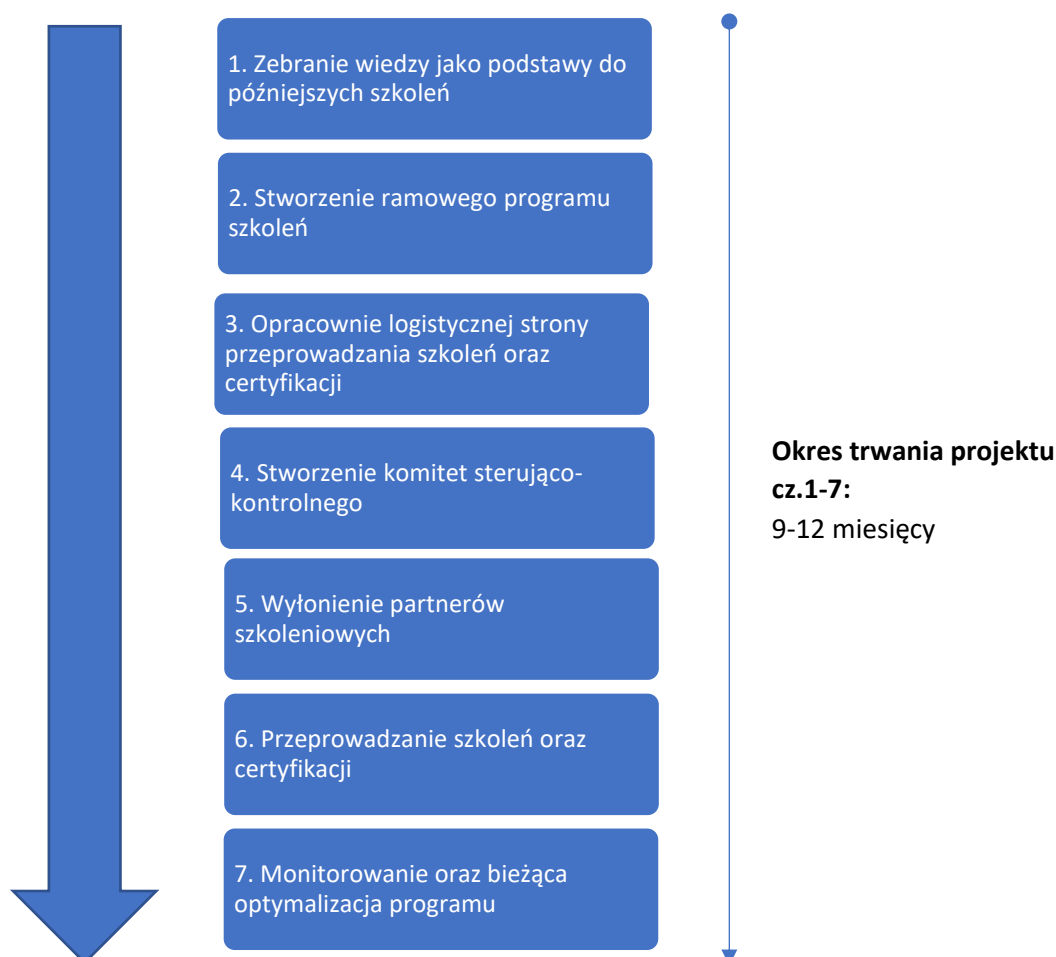 1. Zebranie wiedzy jako podstawy do
późniejszych szkoleń
2. Stworzenie ramowego programu
szkoleń
3. Opracownie logistycznej strony
przeprowadzania szkoleń oraz
certyfikacji
4. Stworzenie komitet sterująco-
kontrolnego
5. Wyłonienie partnerów
szkoleniowych
6. Przeprowadzanie szkoleń oraz
certyfikacji
7. Monitorowanie oraz bieżąca
optymalizacja programu
Okres trwania projektu
cz.1-7:
9-12 miesięcy